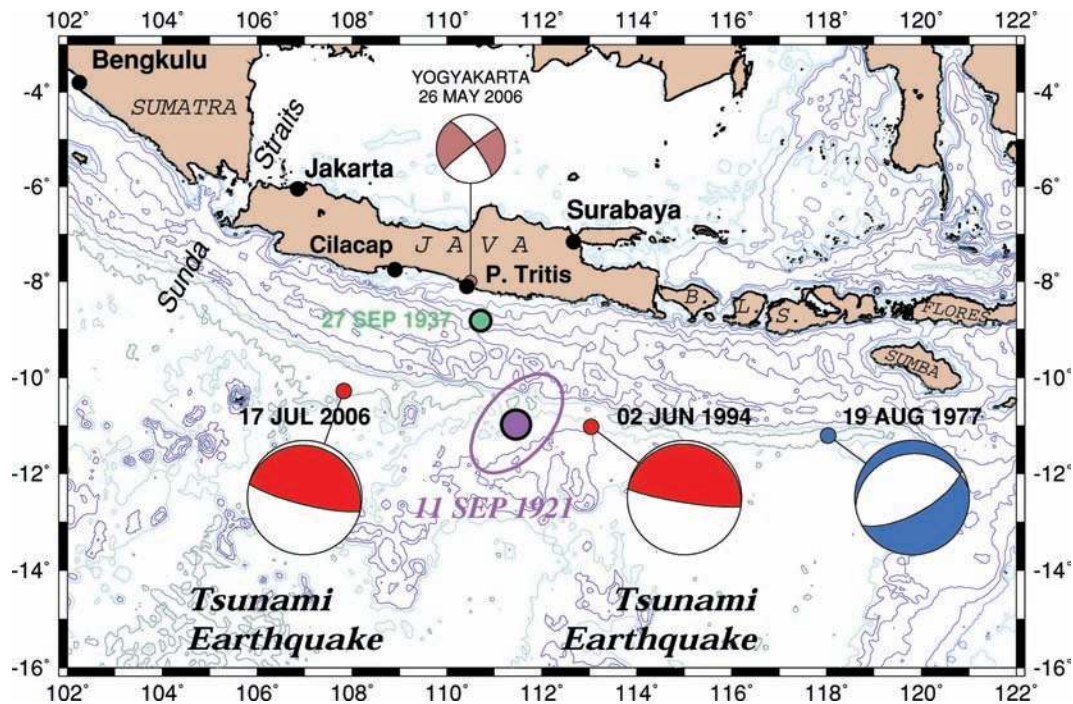 102° 104° 106° 108° 110° 112° 114° 116° 118° 120° 122°
Bengkulu
YOGYAKARTA
26 MAY 2006
-4° -4°
SUMATRA
Straits
Jakarta
-6° -6°
Surabaya
Cilacap
JAVA
Sunda
P. Tritis
-8° -8°
B.
L.
S.
FLORES
27 SEP 1937
SUMBA
-10° -10°
17 JUL 2006
02 JUN 1994
19 AUG 1977
-12° -12°
11 SEP 1921
-14° -14°
Tsunami
Earthquake
Tsunami
Earthquake
-16° -16°
102° 104° 106° 108° 110° 112° 114° 116° 118° 120° 122°